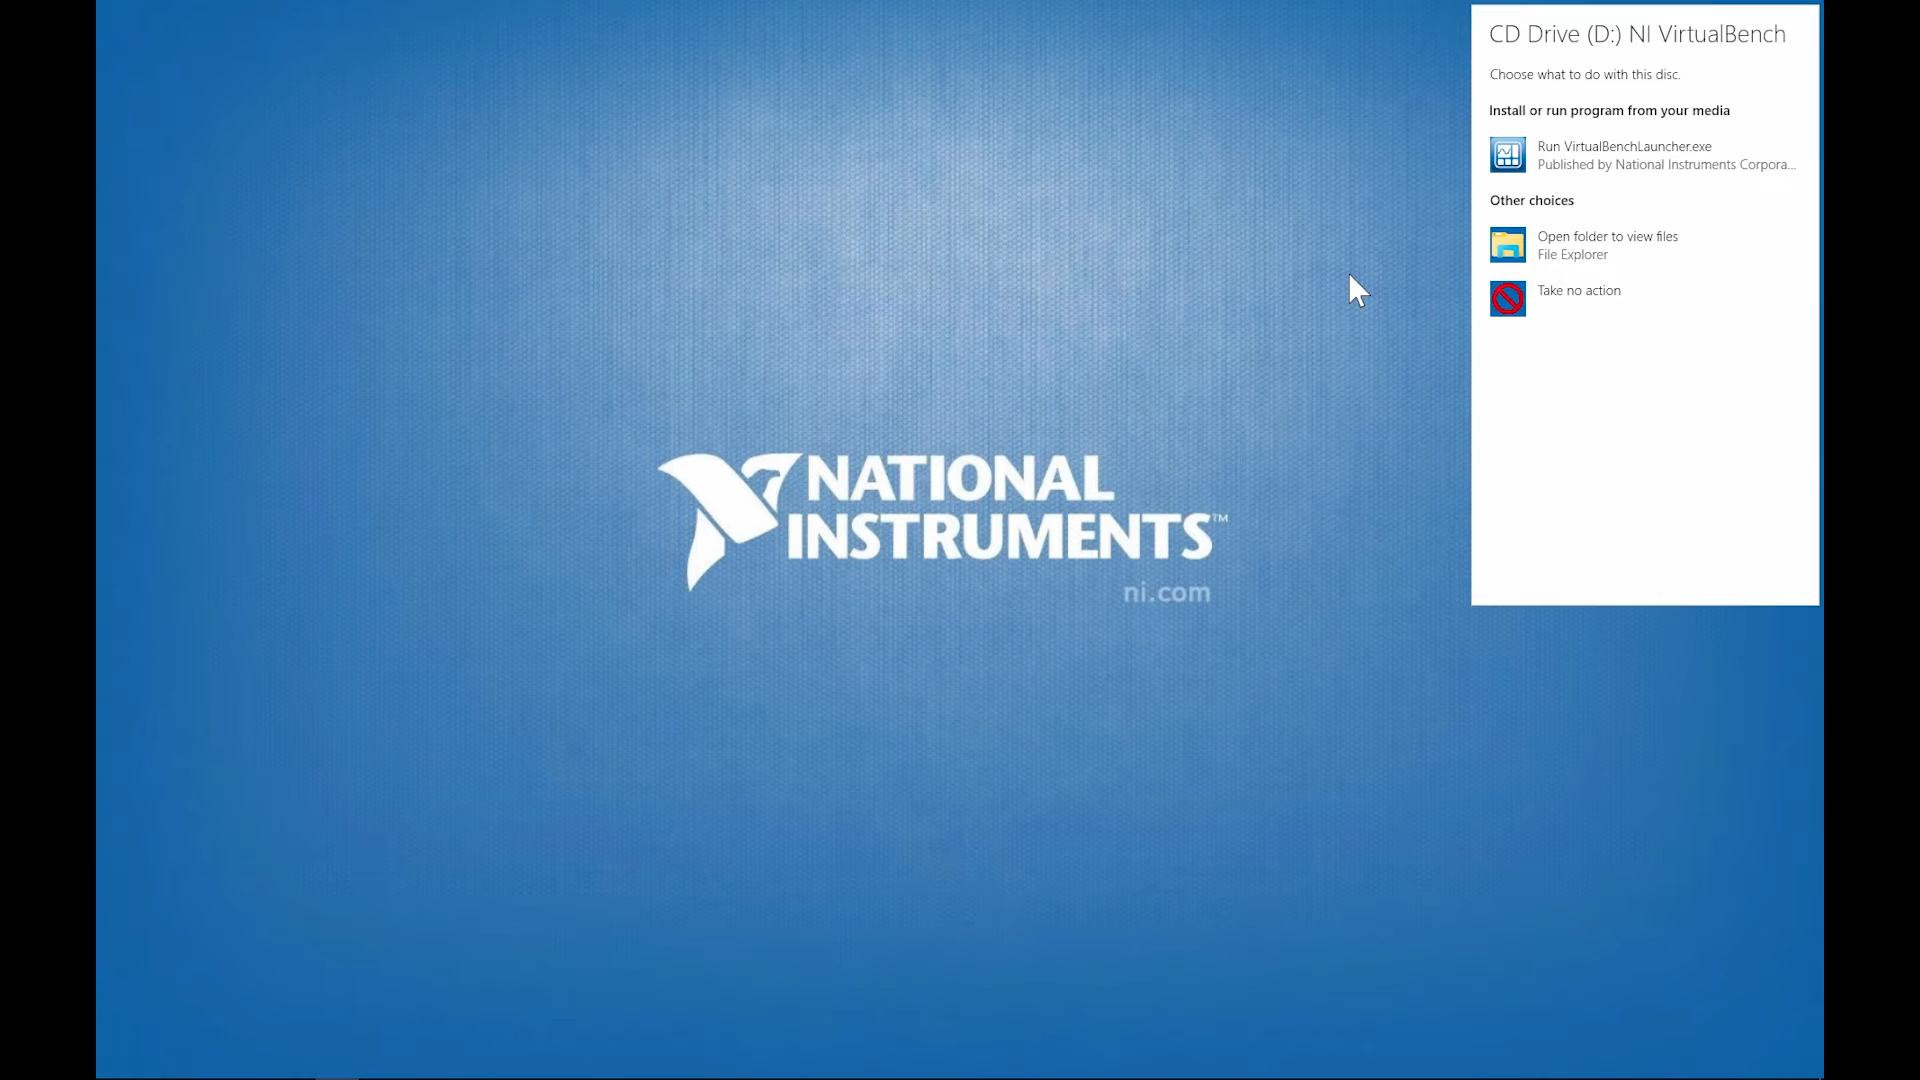 CD Drive (D:) NI VirtualBench
Choose what to do with this disc.
Install or run program from your media
Run VirtualBenchLauncher.exe
Published by National Instruments Corpora...
Other choices
Open folder to view files
File Explorer
Take no action
NATIONAL
INSTRUMENTS™
ni.com